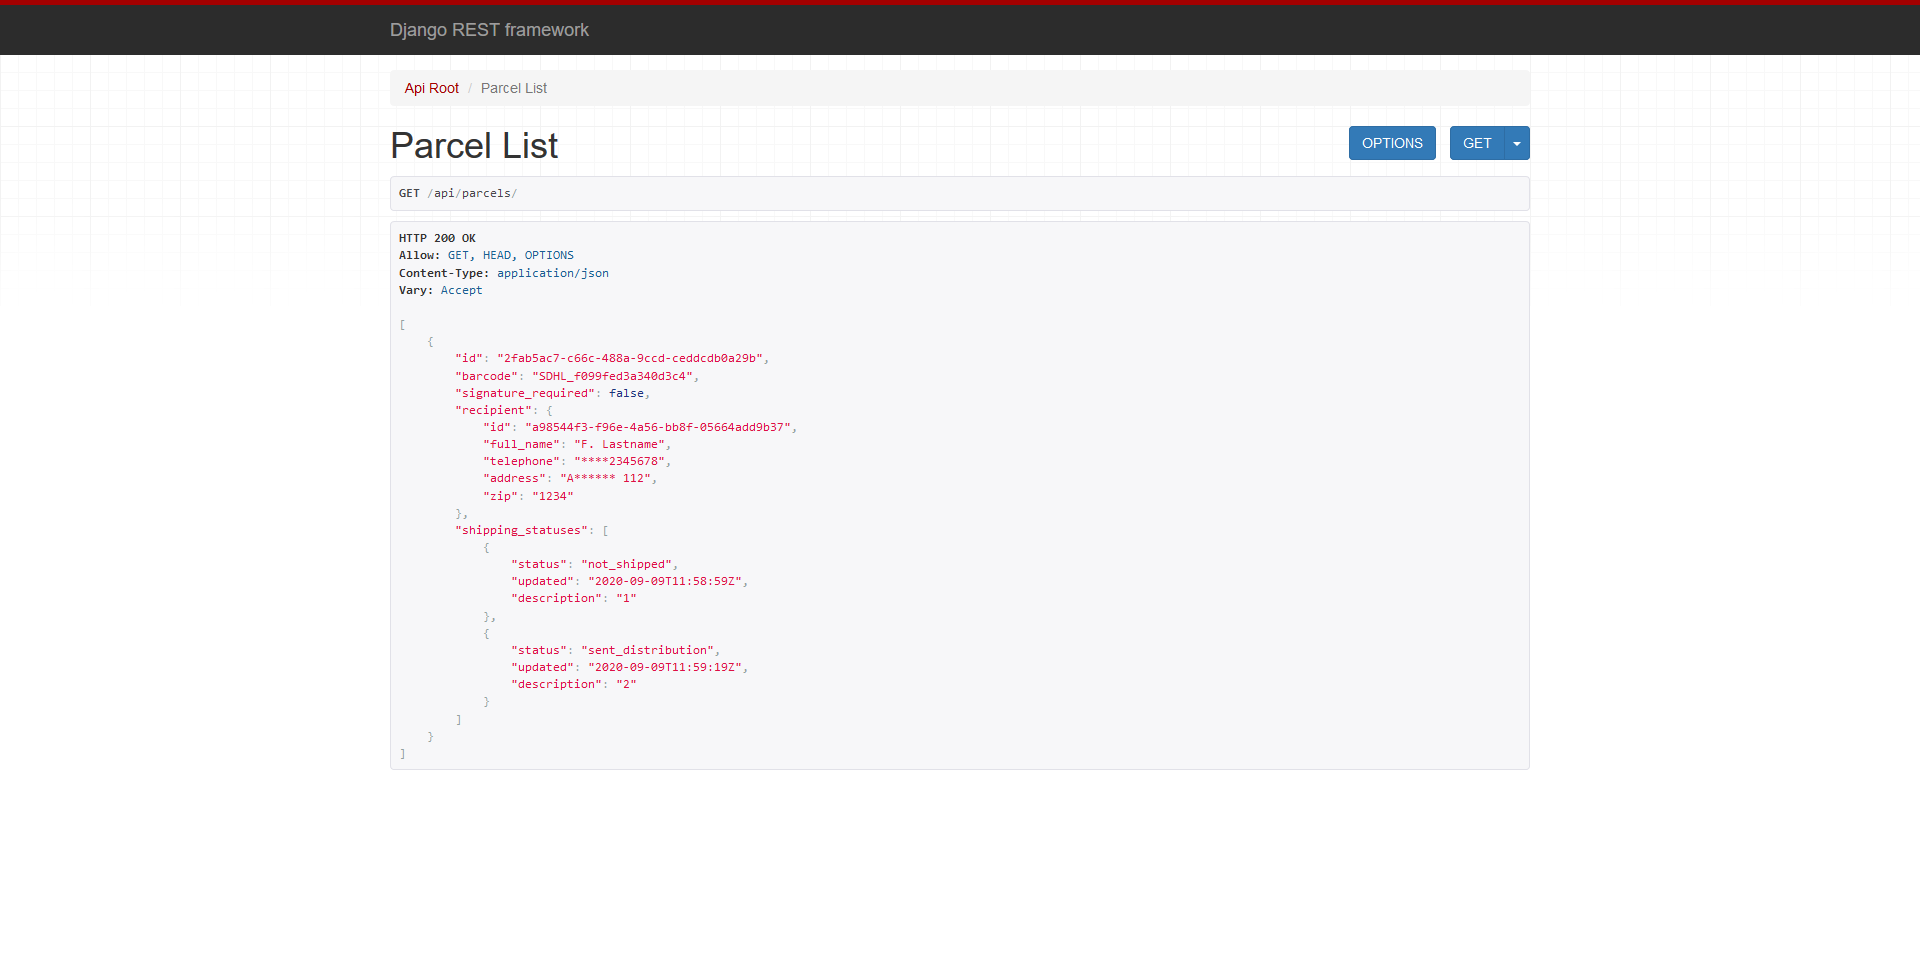 Django REST framework
Api Root / Parcel List
Parcel List
OPTIONS GET
GET /api/parcels/
HTTP 200 OK
Allow: GET, HEAD, OPTIONS
Content-Type: application/json
Vary: Accept
[
    {
        "id": "2fab5ac7-c66c-488a-9ccd-ceddcdb0a29b",
        "barcode": "SDHL_f099fed3a340d3c4",
        "signature_required": false,
        "recipient": {
            "id": "a98544f3-f96e-4a56-bb8f-05664add9b37",
            "full_name": "F. Lastname",
            "telephone": "****2345678",
            "address": "A****** 112",
            "zip": "1234"
        },
        "shipping_statuses": [
            {
                "status": "not_shipped",
                "updated": "2020-09-09T11:58:59Z",
                "description": "1"
            },
            {
                "status": "sent_distribution",
                "updated": "2020-09-09T11:59:19Z",
                "description": "2"
            }
        ]
    }
]